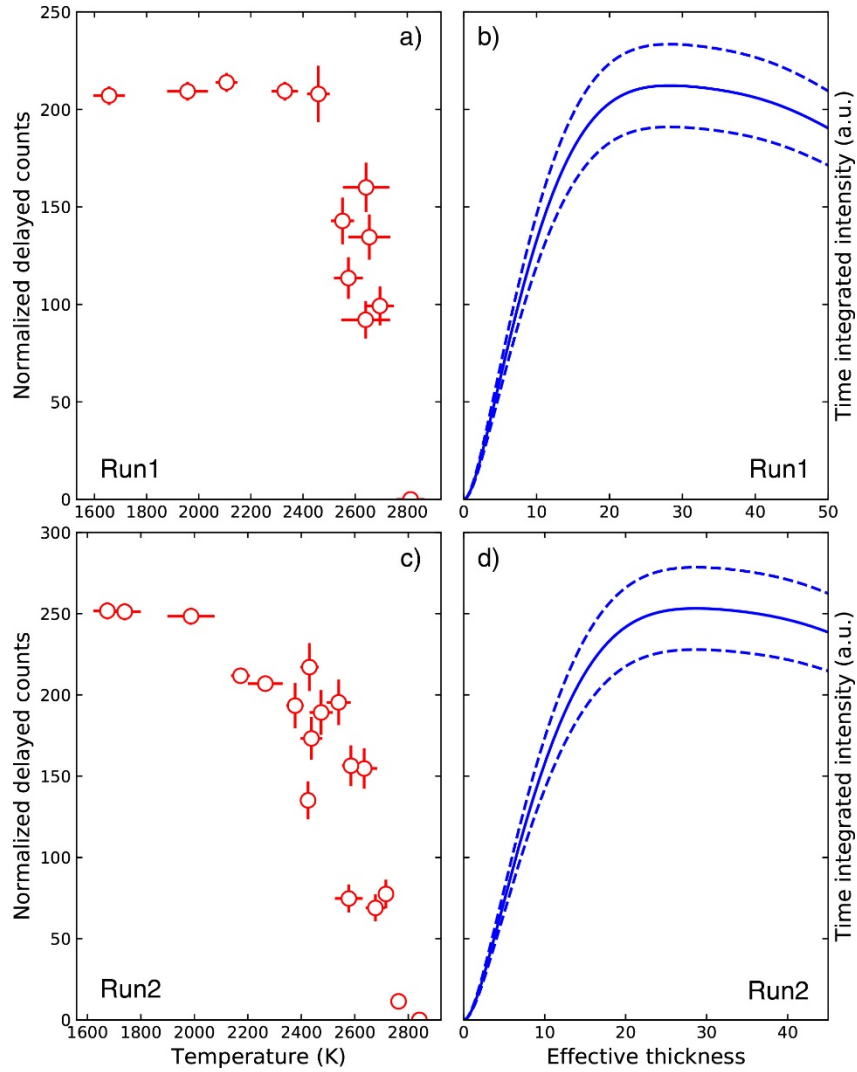 a)
250
200
150
100
50
0
Normalized delayed counts
Run1
1600 1800 2000 2200 2400 2600 2800
b)
Time integrated intensity (a.u.)
Run1
0 10 20 30 40 50
c)
300
250
200
150
100
50
0
Normalized delayed counts
Run2
1600 1800 2000 2200 2400 2600 2800
Temperature (K)
d)
Time integrated intensity (a.u.)
Run2
0 10 20 30 40
Effective thickness